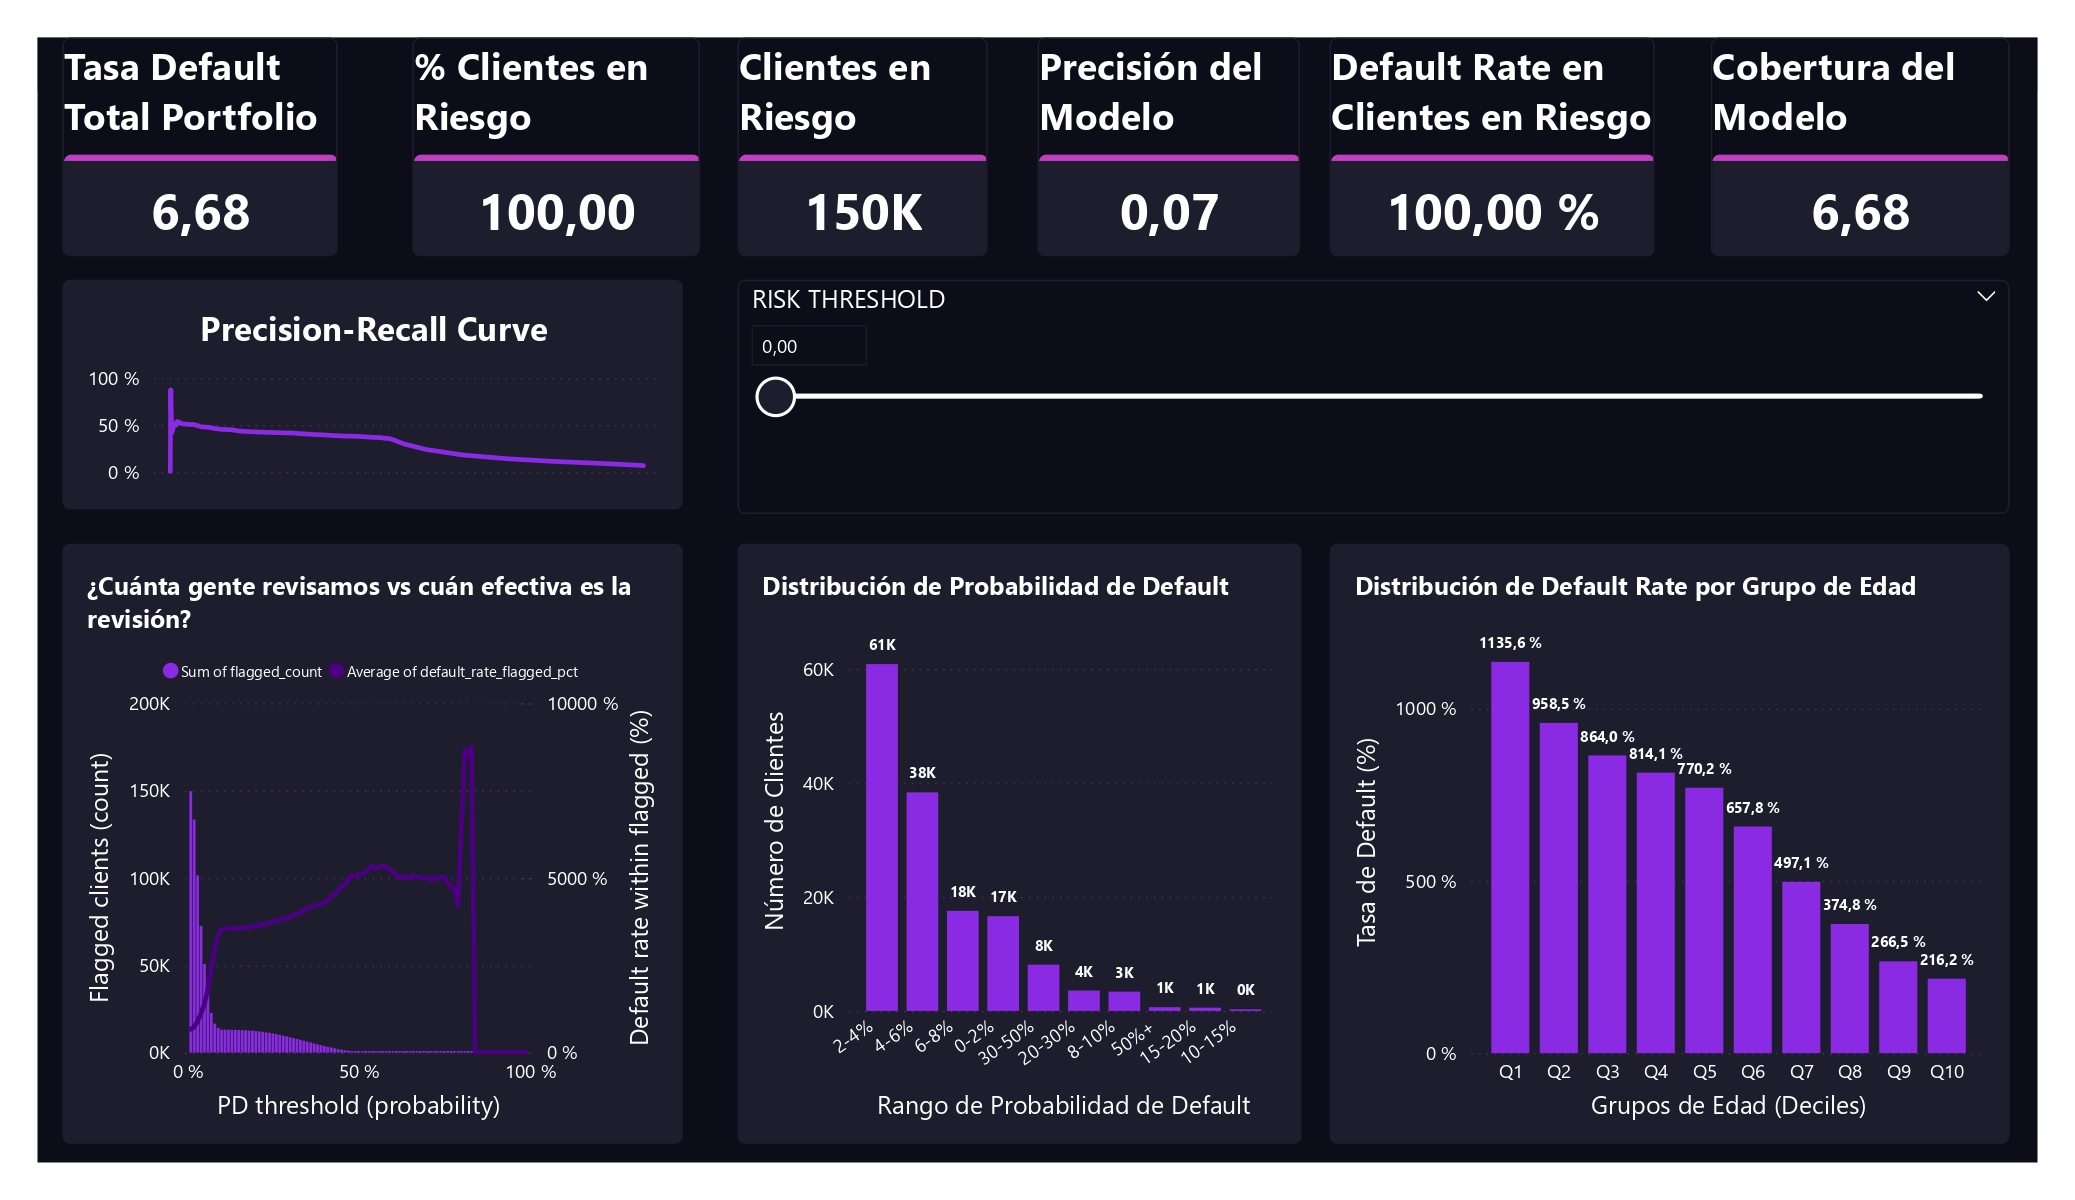 Tasa Default
Total Portfolio
6,68
% Clientes en
Riesgo
100,00
Clientes en
Riesgo
150K
Precisión del
Modelo
0,07
Default Rate en
Clientes en Riesgo
100,00 %
Cobertura del
Modelo
6,68
Precision-Recall Curve
100 %
50 %
0 %
RISK THRESHOLD
0,00
¿Cuánta gente revisamos vs cuán efectiva es la
revisión?
Sum of flagged_count
Average of default_rate_flagged_pct
Flagged clients (count)
200K
150K
100K
50K
0K
10000 %
5000 %
0 %
Default rate within flagged (%)
0 %
50 %
100 %
PD threshold (probability)
Distribución de Probabilidad de Default
Número de Clientes
60K
40K
20K
0K
61K
38K
18K
17K
8K
4K
3K
1K
1K
0K
2-4%
4-6%
6-8%
0-2%
30-50%
20-30%
8-10%
50%+
15-20%
10-15%
Rango de Probabilidad de Default
Distribución de Default Rate por Grupo de Edad
Tasa de Default (%)
1000 %
500 %
0 %
1135,6 %
958,5 %
864,0 %
814,1 %
770,2 %
657,8 %
497,1 %
374,8 %
266,5 %
216,2 %
Q1
Q2
Q3
Q4
Q5
Q6
Q7
Q8
Q9
Q10
Grupos de Edad (Deciles)